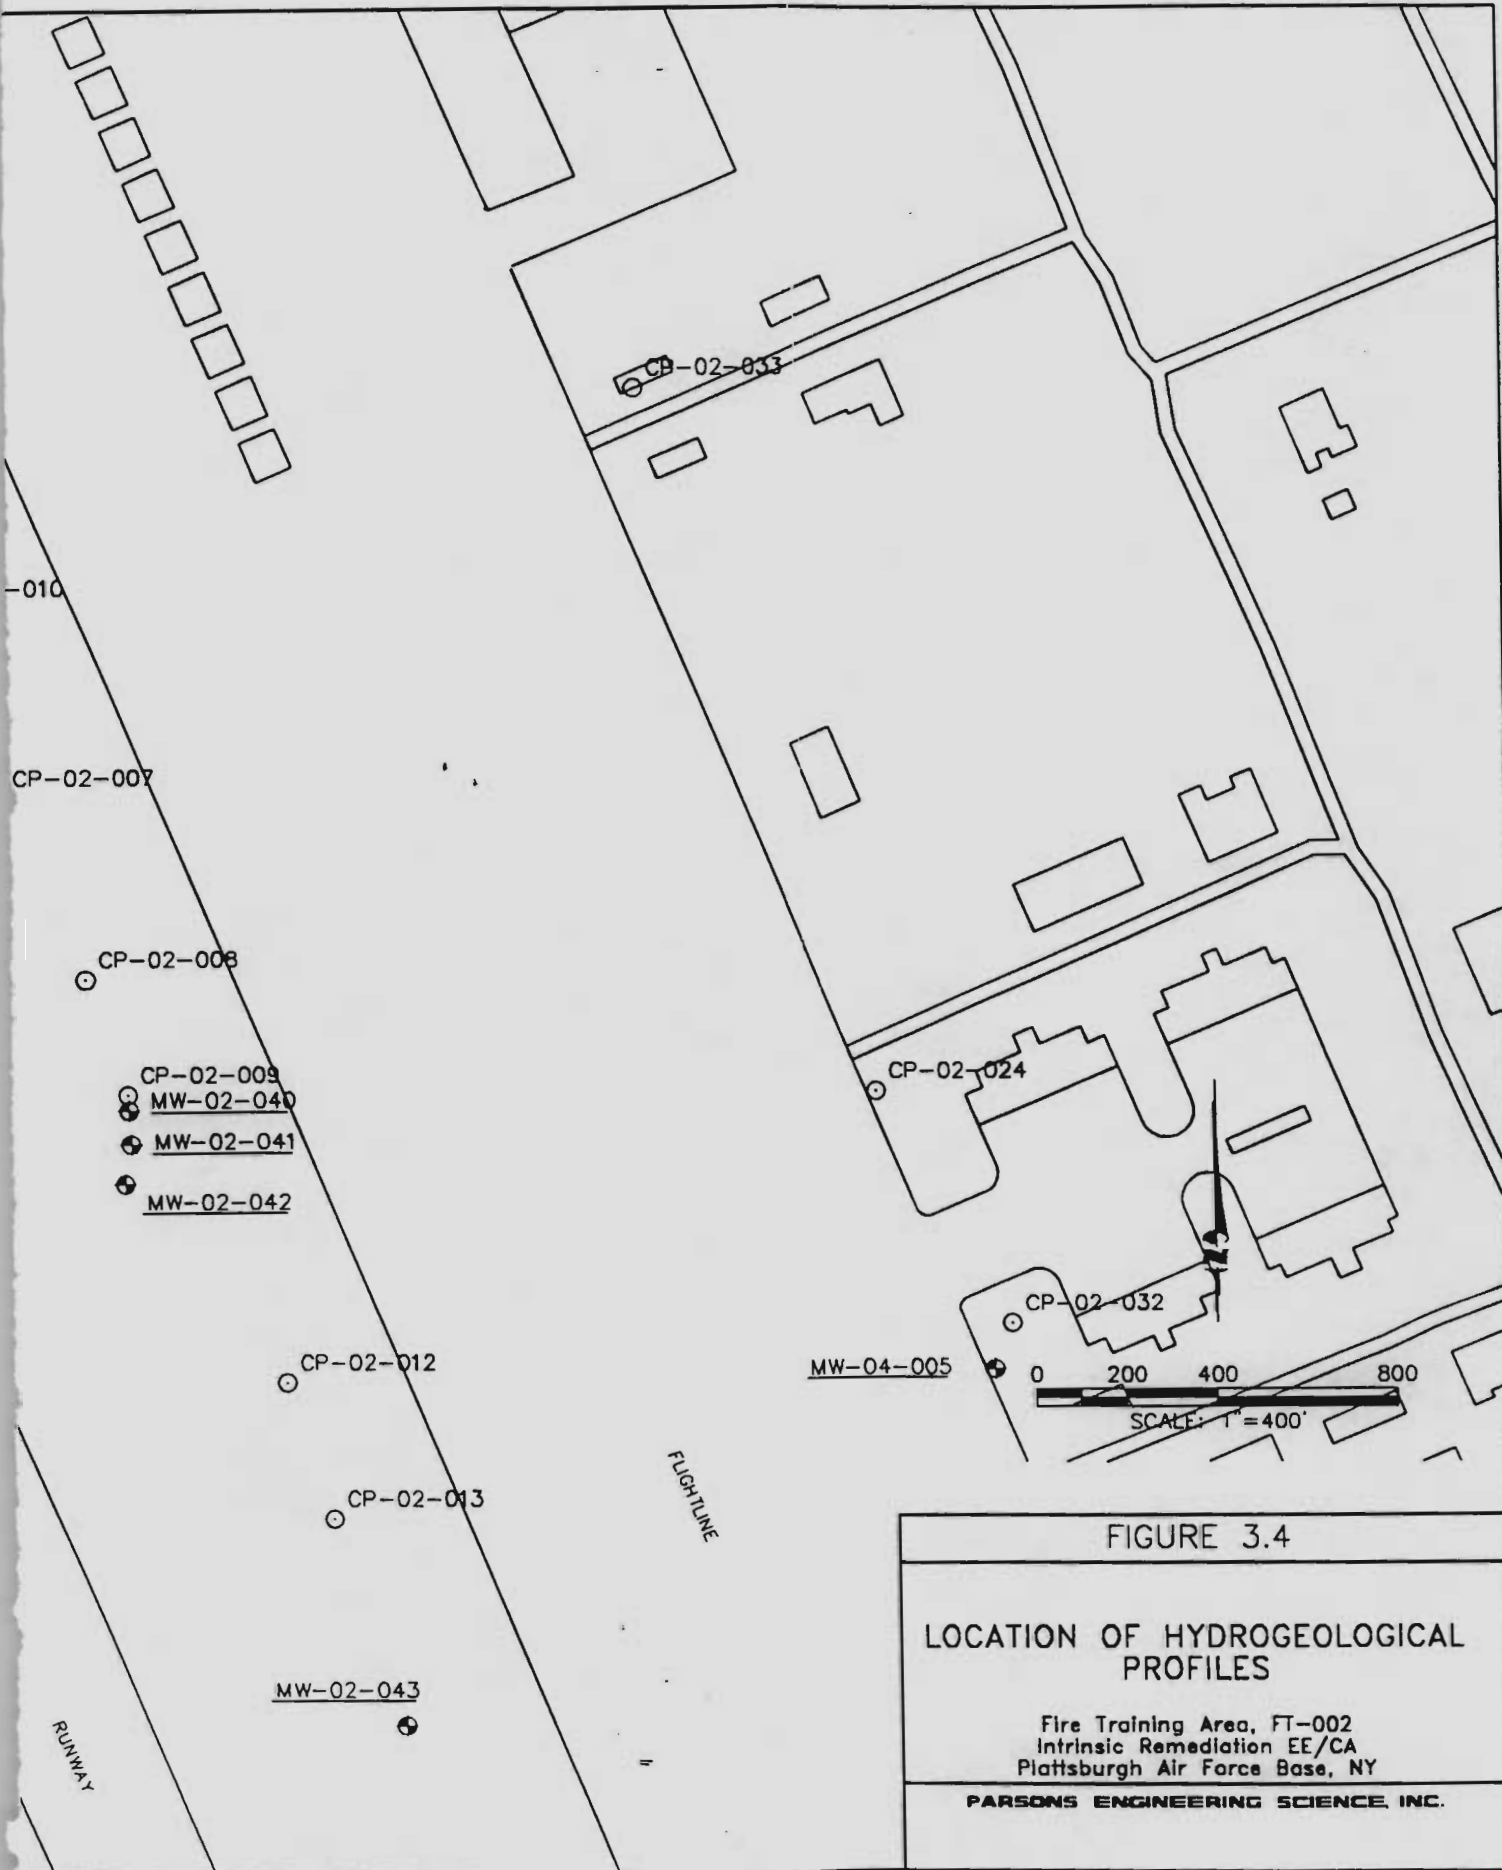 CP-02-033
-010
CP-02-007
CP-02-008
CP-02-009
MW-02-040
MW-02-041
MW-02-042
CP-02-024
CP-02-032
MW-04-005
0 200 400 800
SCALE: 1"=400'
CP-02-012
CP-02-013
FLIGHTLINE
MW-02-043
RUNWAY
N
FIGURE 3.4
LOCATION OF HYDROGEOLOGICAL
PROFILES
Fire Training Area, FT-002
Intrinsic Remediation EE/CA
Plattsburgh Air Force Base, NY
PARSONS ENGINEERING SCIENCE, INC.